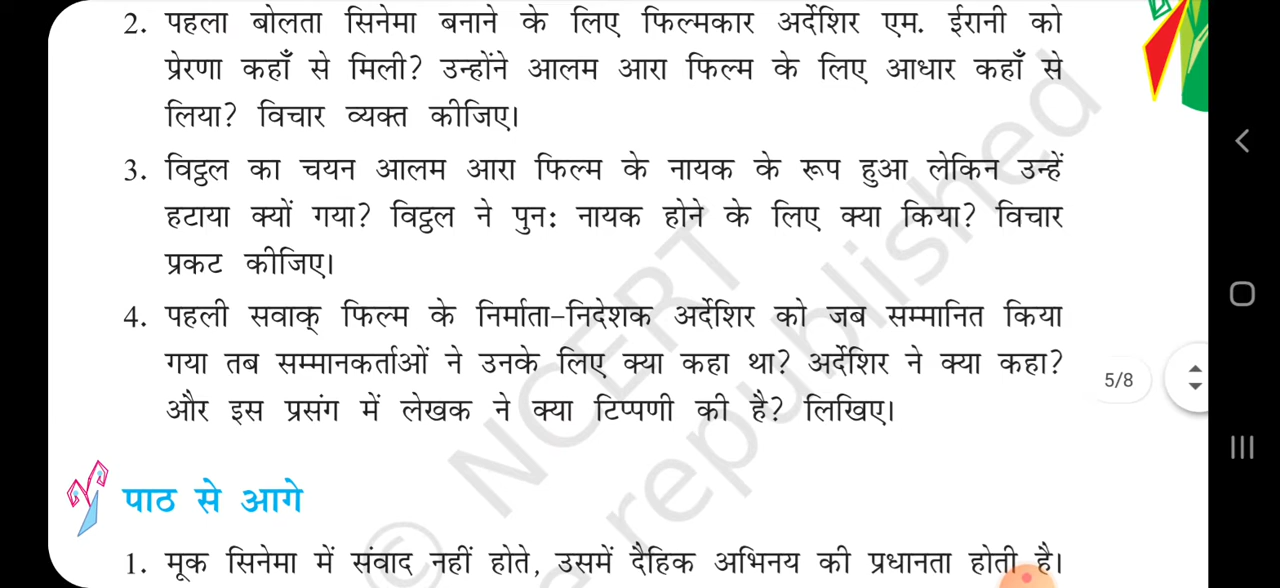 2. पहला बोलता सिनेमा बनाने के लिए फिल्मकार अर्देशिर एम. ईरानी को
प्रेरणा कहाँ से मिली? उन्होंने आलम आरा फिल्म के लिए आधार कहाँ से
लिया? विचार व्यक्त कीजिए।
3. विट्ठल का चयन आलम आरा फिल्म के नायक के रूप हुआ लेकिन उन्हें
हटाया क्यों गया? विट्ठल ने पुन: नायक होने के लिए क्या किया? विचार
प्रकट कीजिए।
4. पहली सवाक् फिल्म के निर्माता-निदेशक अर्देशिर को जब सम्मानित किया
गया तब सम्मानकर्ताओं ने उनके लिए क्या कहा था? अर्देशिर ने क्या कहा?
और इस प्रसंग में लेखक ने क्या टिप्पणी की है? लिखिए।
5/8
पाठ से आगे
1. मूक सिनेमा में संवाद नहीं होते, उसमें दैहिक अभिनय की प्रधानता होती है।
© NCERT
republished